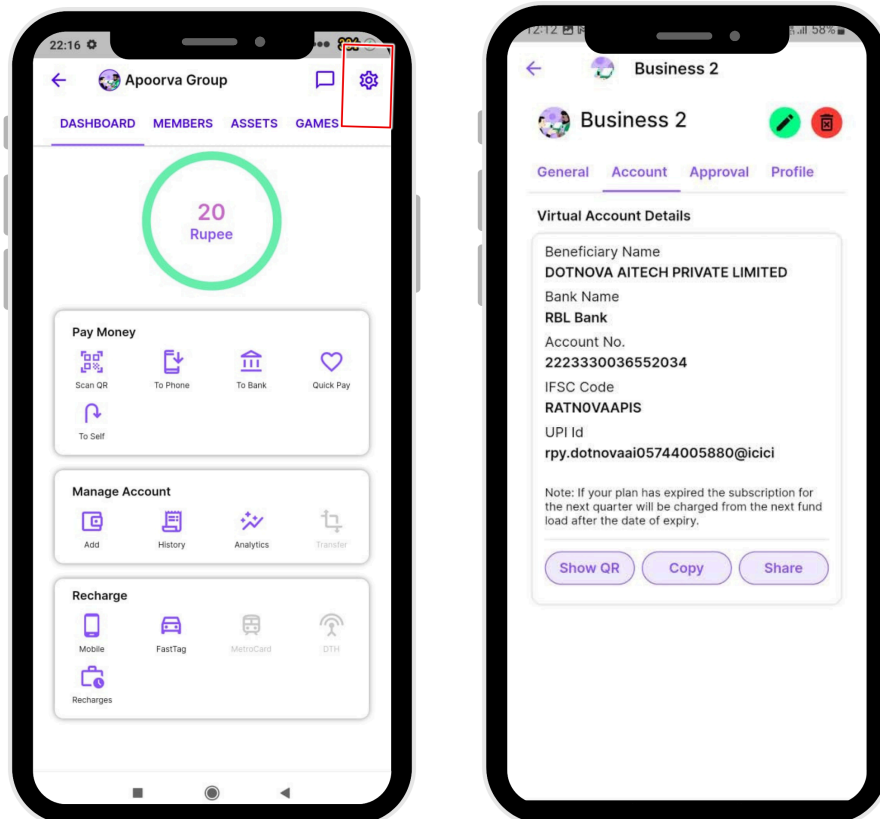 22:16
Apoorva Group
DASHBOARD MEMBERS ASSETS GAMES
20
Rupee
Pay Money
Scan QR To Phone To Bank Quick Pay
To Self
Manage Account
Add History Analytics Transfer
Recharge
Mobile FastTag MetroCard DTH
Recharges
12:12 58%
Business 2
Business 2
General Account Approval Profile
Virtual Account Details
Beneficiary Name
DOTNOVA AITECH PRIVATE LIMITED
Bank Name
RBL Bank
Account No.
2223330036552034
IFSC Code
RATN0VAAPIS
UPI Id
rpy.dotnovaai05744005880@icici
Note: If your plan has expired the subscription for
the next quarter will be charged from the next fund
load after the date of expiry.
Show QR Copy Share